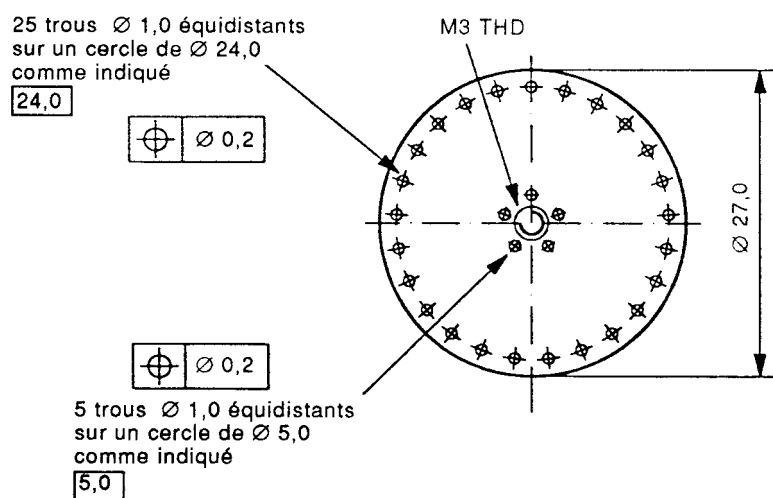 25 trous ∅ 1,0 équidistants
sur un cercle de ∅ 24,0
comme indiqué
24,0
∅ 0,2
M3 THD
∅ 27,0
∅ 0,2
5 trous ∅ 1,0 équidistants
sur un cercle de ∅ 5,0
comme indiqué
5,0